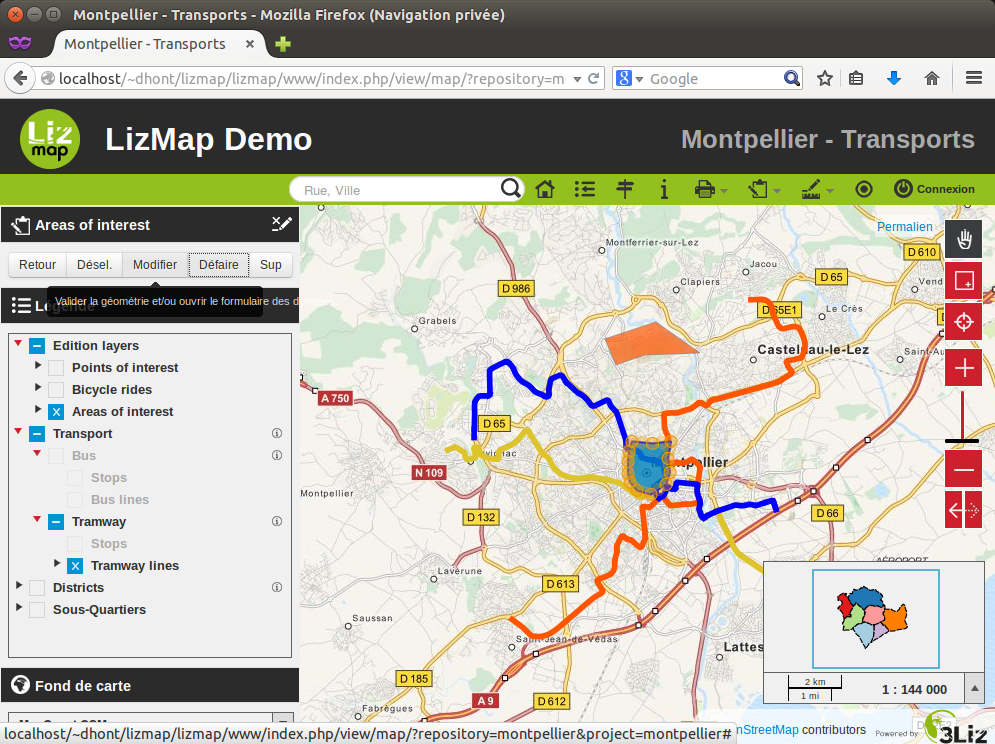 Montpellier - Transports - Mozilla Firefox (Navigation privée)
Montpellier - Transports
localhost/~dhont/lizmap/lizmap/www/index.php/view/map/?repository=m
Google
Liz map
LizMap Demo
Montpellier - Transports
Rue, Ville
Connexion
Areas of interest
Retour
Désel.
Modifier
Défaire
Sup
Valider la géométrie et/ou ouvrir le formulaire des d
Edition layers
Points of interest
Bicycle rides
Areas of interest
Transport
Bus
Stops
Bus lines
Tramway
Stops
Tramway lines
Districts
Sous-Quartiers
Fond de carte
Permalien
Montferrier-sur-Lez
D 610
Jacou
D 65
Clapiers
D 986
Vend
D 65E1
Le Crès
Grabels
Castelnau-le-Lez
Saint-Au
A 750
D 65
N 109
Montpellier
D 132
D 66
AÉROPORT
Lavérune
D 613
Saussan
Saint-Jean-de-Védas
Lattes
D 185
A 9
D 612
Fabrègues
2 km
1 mi
1 : 144 000
nStreetMap contributors
Powered by
3Liz
localhost/~dhont/lizmap/lizmap/www/index.php/view/map/?repository=montpellier&project=montpellier#